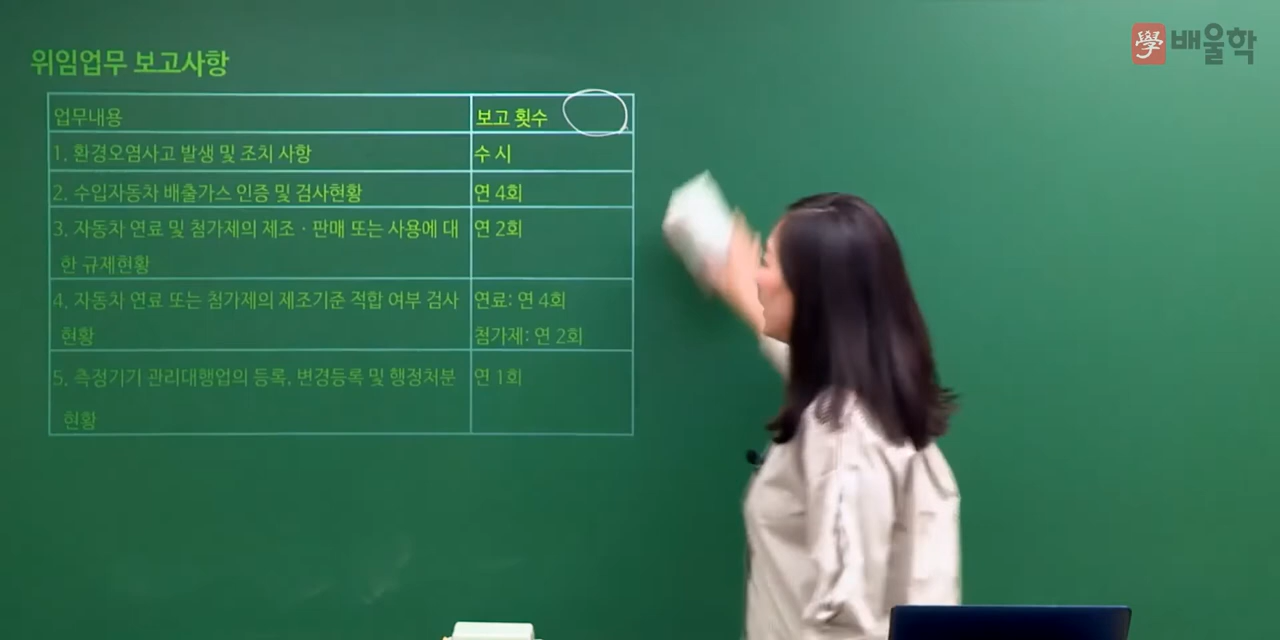 學 배울학
위임업무 보고사항
업무내용 보고 횟수
1. 환경오염사고 발생 및 조치 사항 수 시
2. 수입자동차 배출가스 인증 및 검사현황 연 4회
3. 자동차 연료 및 첨가제의 제조 · 판매 또는 사용에 대 연 2회
한 규제현황
4. 자동차 연료 또는 첨가제의 제조기준 적합 여부 검사 연료: 연 4회
현황 첨가제: 연 2회
5. 측정기기 관리대행업의 등록, 변경등록 및 행정처분 연 1회
현황